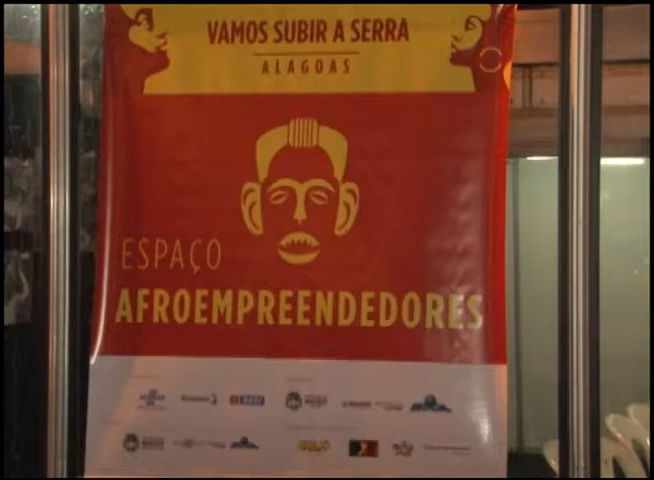 VAMOS SUBIR A SERRA
ALAGOAS
ESPAÇO
AFROEMPREENDEDORES